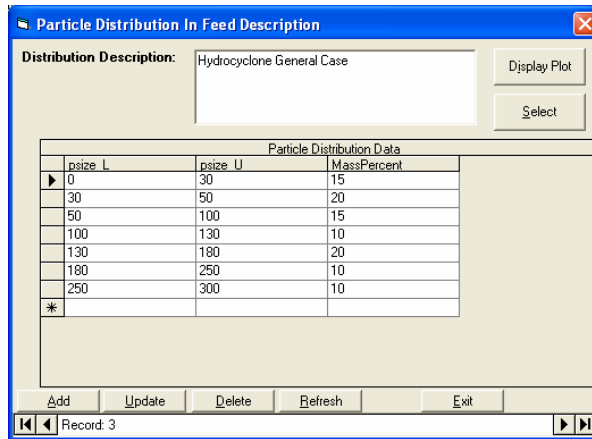 Particle Distribution In Feed Description
Distribution Description: Hydrocyclone General Case
Display Plot
Select
Particle Distribution Data
psize_L psize_U MassPercent
0 30 15
30 50 20
50 100 15
100 130 10
130 180 20
180 250 10
250 300 10
Add Update Delete Refresh Exit
Record: 3